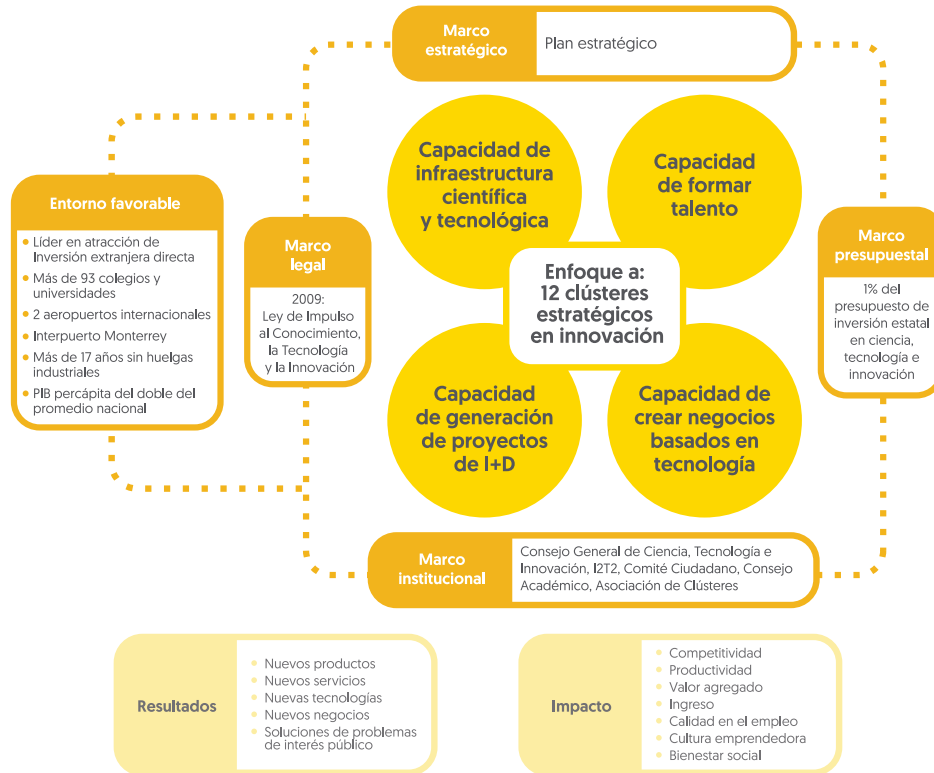 Marco
estratégico
Plan estratégico
Capacidad de
infraestructura
científica
y tecnológica
Capacidad
de formar
talento
Entorno favorable
• Líder en atracción de
Inversión extranjera directa
• Más de 93 colegios y
universidades
• 2 aeropuertos internacionales
• Interpuerto Monterrey
• Más de 17 años sin huelgas
industriales
• PIB percápita del doble del
promedio nacional
Marco
legal
2009:
Ley de Impulso
al Conocimiento,
la Tecnología
y la Innovación
Enfoque a:
12 clústeres
estratégicos
en innovación
Marco
presupuestal
1% del
presupuesto de
inversión estatal
en ciencia,
tecnología e
innovación
Capacidad
de generación
de proyectos
de I+D
Capacidad de
crear negocios
basados en
tecnología
Marco
institucional
Consejo General de Ciencia, Tecnología e
Innovación, I2T2, Comité Ciudadano, Consejo
Académico, Asociación de Clústeres
Resultados
• Nuevos productos
• Nuevos servicios
• Nuevas tecnologías
• Nuevos negocios
• Soluciones de problemas
de interés público
Impacto
• Competitividad
• Productividad
• Valor agregado
• Ingreso
• Calidad en el empleo
• Cultura emprendedora
• Bienestar social